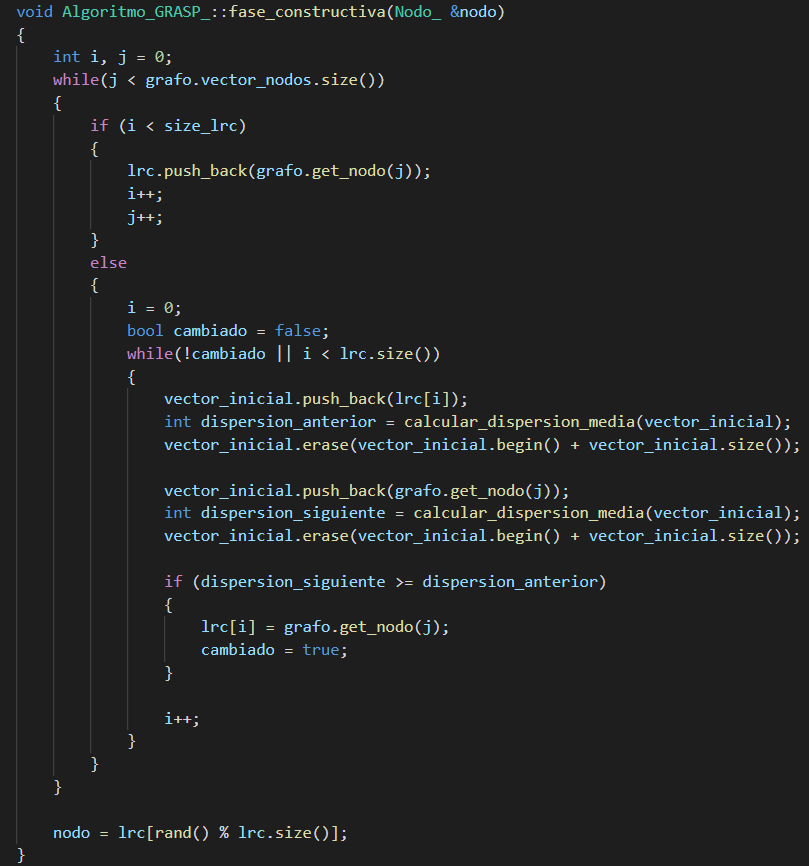 void Algoritmo_GRASP_::fase_constructiva(Nodo_ &nodo)
{
    int i, j = 0;
    while(j < grafo.vector_nodos.size())
    {
        if (i < size_lrc)
        {
            lrc.push_back(grafo.get_nodo(j));
            i++;
            j++;
        }
        else
        {
            i = 0;
            bool cambiado = false;
            while(!cambiado || i < lrc.size())
            {
                vector_inicial.push_back(lrc[i]);
                int dispersion_anterior = calcular_dispersion_media(vector_inicial);
                vector_inicial.erase(vector_inicial.begin() + vector_inicial.size());

                vector_inicial.push_back(grafo.get_nodo(j));
                int dispersion_siguiente = calcular_dispersion_media(vector_inicial);
                vector_inicial.erase(vector_inicial.begin() + vector_inicial.size());

                if (dispersion_siguiente >= dispersion_anterior)
                {
                    lrc[i] = grafo.get_nodo(j);
                    cambiado = true;
                }

                i++;
            }
        }
    }

    nodo = lrc[rand() % lrc.size()];
}